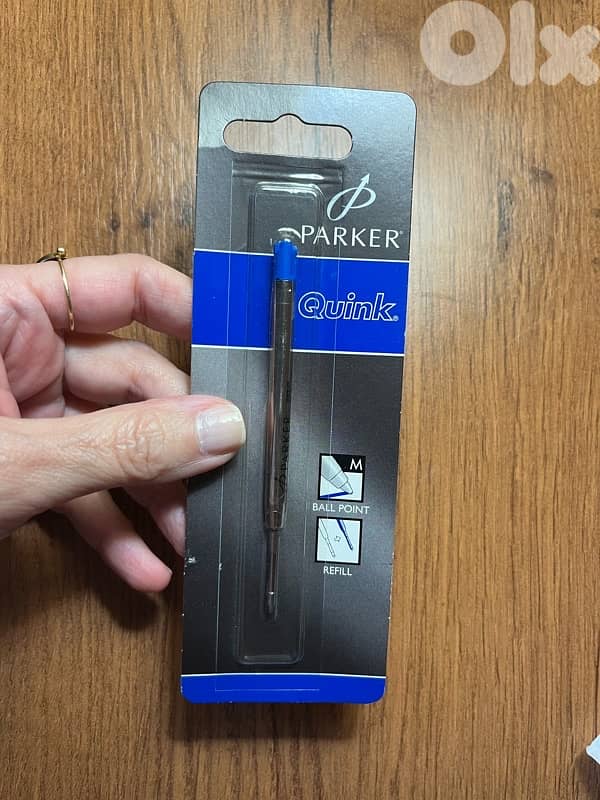 Olx
PARKER®
Quink®
PARKER
M
BALL POINT
REFILL